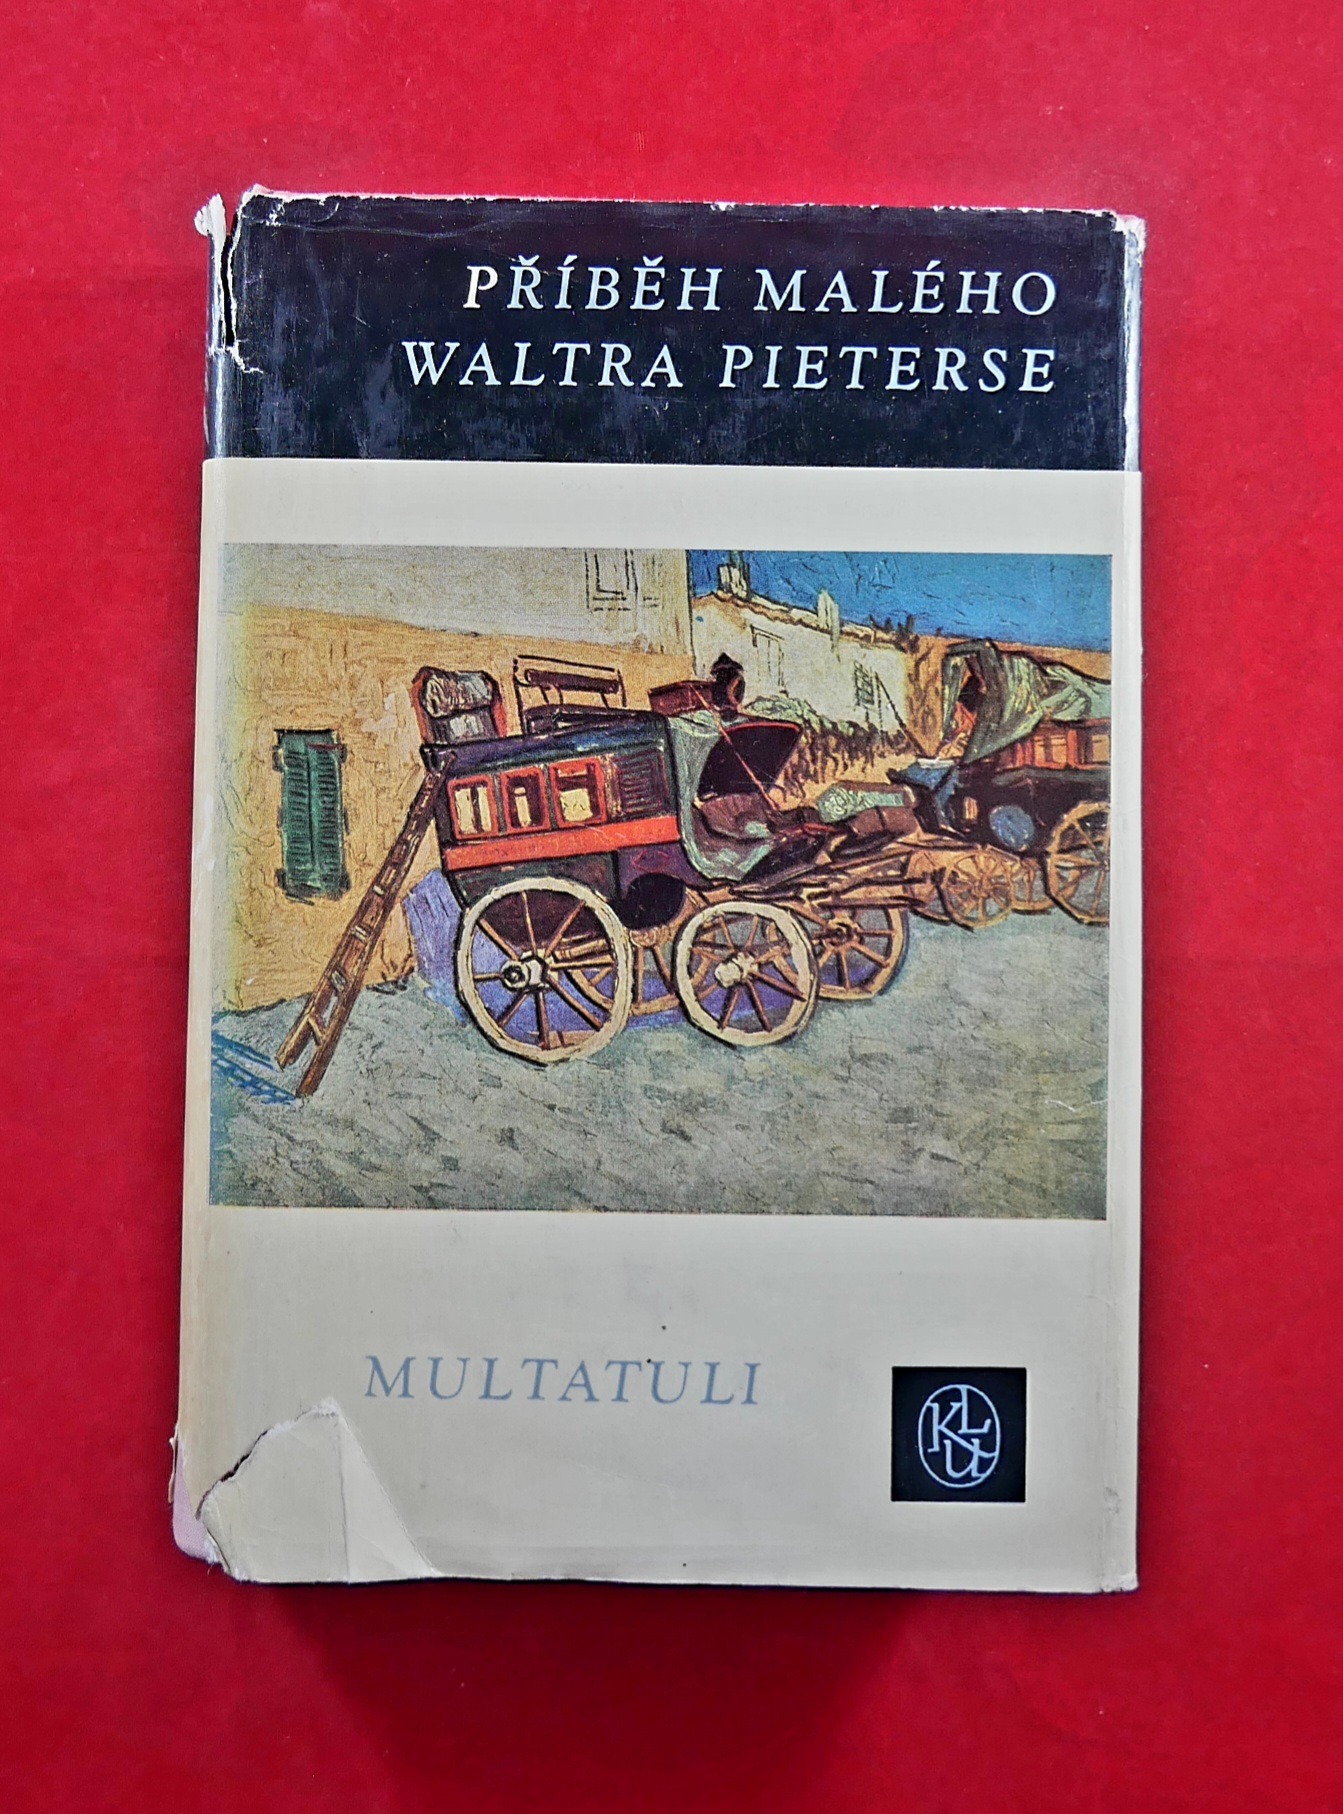 PŘÍBĚH MALÉHO
WALTRA PIETERSE
MULTATULI
KLU